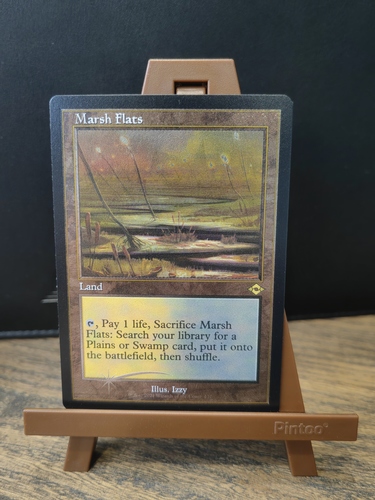 Marsh Flats
Land
, Pay 1 life, Sacrifice Marsh
Flats: Search your library for a
Plains or Swamp card, put it onto
the battlefield, then shuffle.
Illus. Izzy
Pintoo